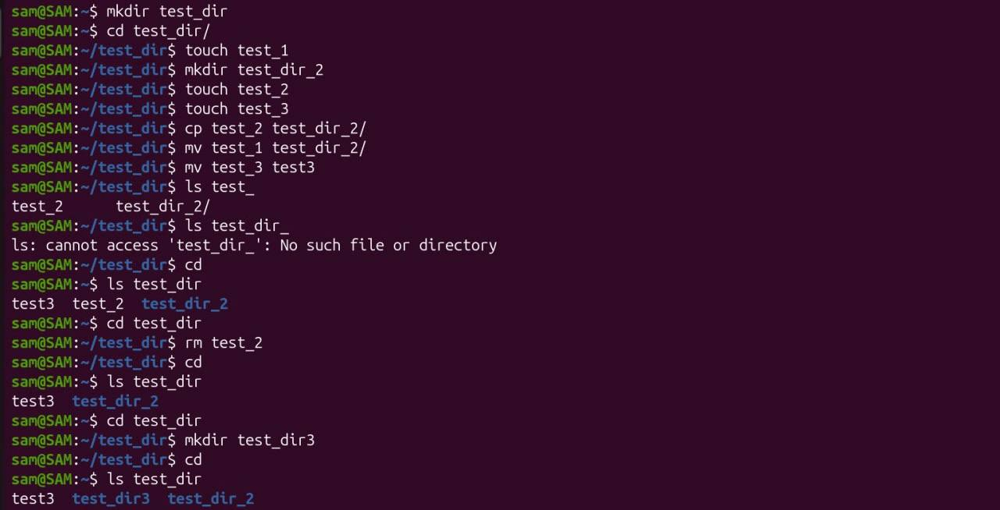 sam@SAM:~$ mkdir test_dir
sam@SAM:~$ cd test_dir/
sam@SAM:~/test_dir$ touch test_1
sam@SAM:~/test_dir$ mkdir test_dir_2
sam@SAM:~/test_dir$ touch test_2
sam@SAM:~/test_dir$ touch test_3
sam@SAM:~/test_dir$ cp test_2 test_dir_2/
sam@SAM:~/test_dir$ mv test_1 test_dir_2/
sam@SAM:~/test_dir$ mv test_3 test3
sam@SAM:~/test_dir$ ls test_
test_2      test_dir_2/
sam@SAM:~/test_dir$ ls test_dir_
ls: cannot access 'test_dir_': No such file or directory
sam@SAM:~/test_dir$ cd
sam@SAM:~$ ls test_dir
test3  test_2  test_dir_2
sam@SAM:~$ cd test_dir
sam@SAM:~/test_dir$ rm test_2
sam@SAM:~/test_dir$ cd
sam@SAM:~$ ls test_dir
test3  test_dir_2
sam@SAM:~$ cd test_dir
sam@SAM:~/test_dir$ mkdir test_dir3
sam@SAM:~/test_dir$ cd
sam@SAM:~$ ls test_dir
test3  test_dir3  test_dir_2